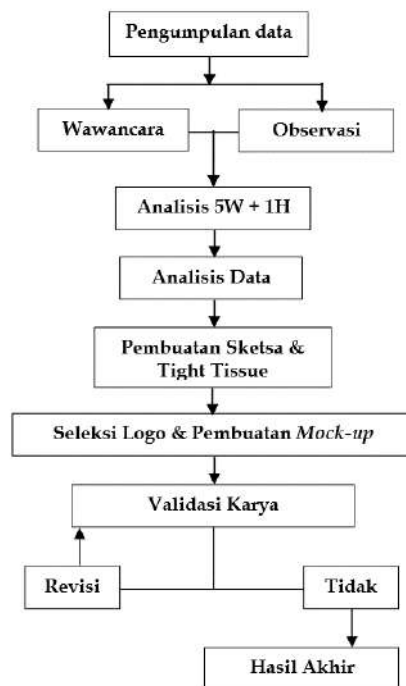 Pengumpulan data
Wawancara
Observasi
Analisis 5W + 1H
Analisis Data
Pembuatan Sketsa &
Tight Tissue
Seleksi Logo & Pembuatan Mock-up
Validasi Karya
Revisi
Tidak
Hasil Akhir